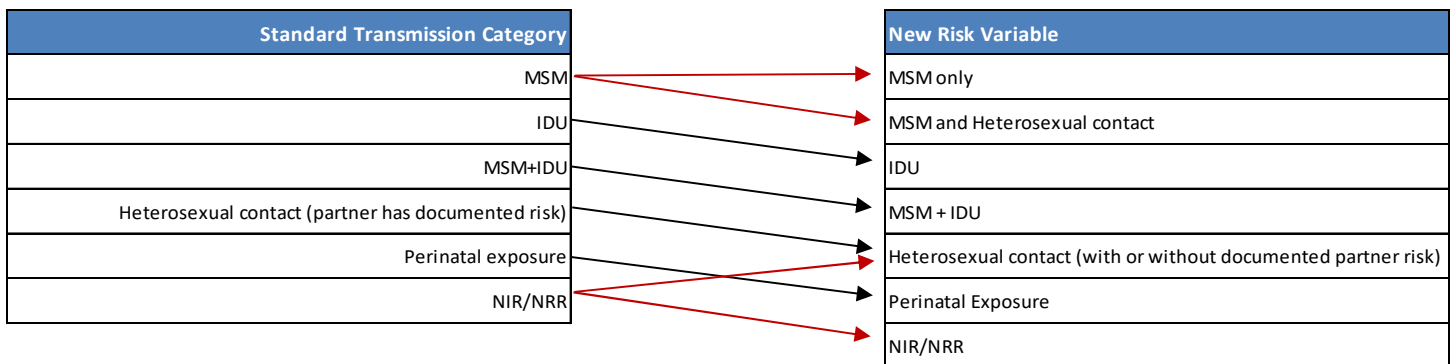 Standard Transmission Category
MSM
IDU
MSM+IDU
Heterosexual contact (partner has documented risk)
Perinatal exposure
NIR/NRR
New Risk Variable
MSM only
MSM and Heterosexual contact
IDU
MSM + IDU
Heterosexual contact (with or without documented partner risk)
Perinatal Exposure
NIR/NRR